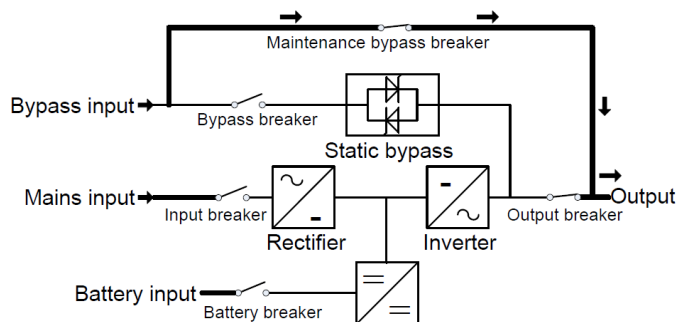 Maintenance bypass breaker
Bypass input
Bypass breaker
Static bypass
Mains input
Input breaker
Rectifier
Inverter
Output breaker
Output
Battery input
Battery breaker